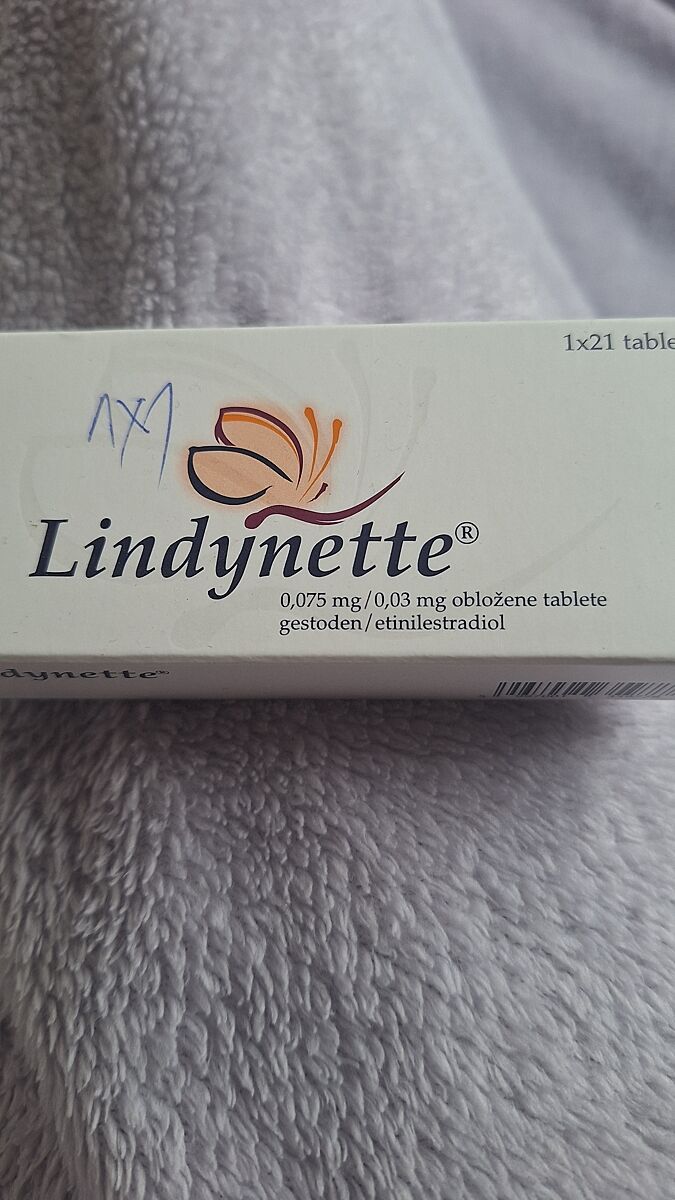 1x21 table
1x1
Lindynette®
0,075 mg/0,03 mg obložene tablete
gestoden/etinilestradiol
dynette®